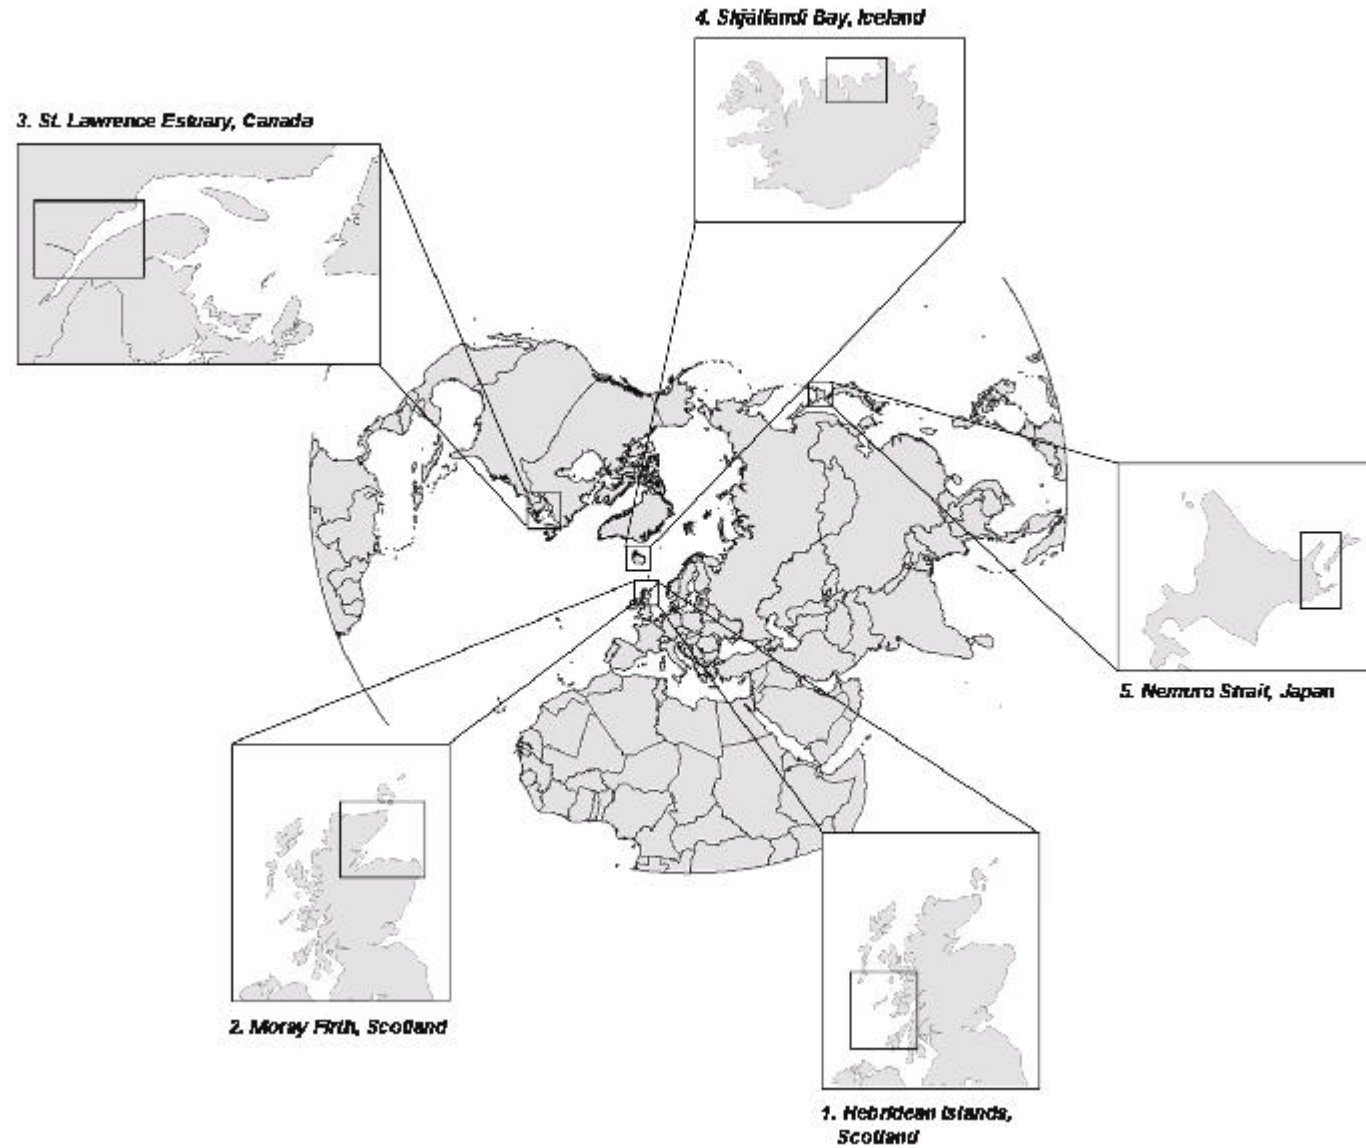 4. Skjálfandi Bay, Iceland
3. St. Lawrence Estuary, Canada
5. Nemuro Strait, Japan
2. Moray Firth, Scotland
1. Hebridean Islands,
Scotland